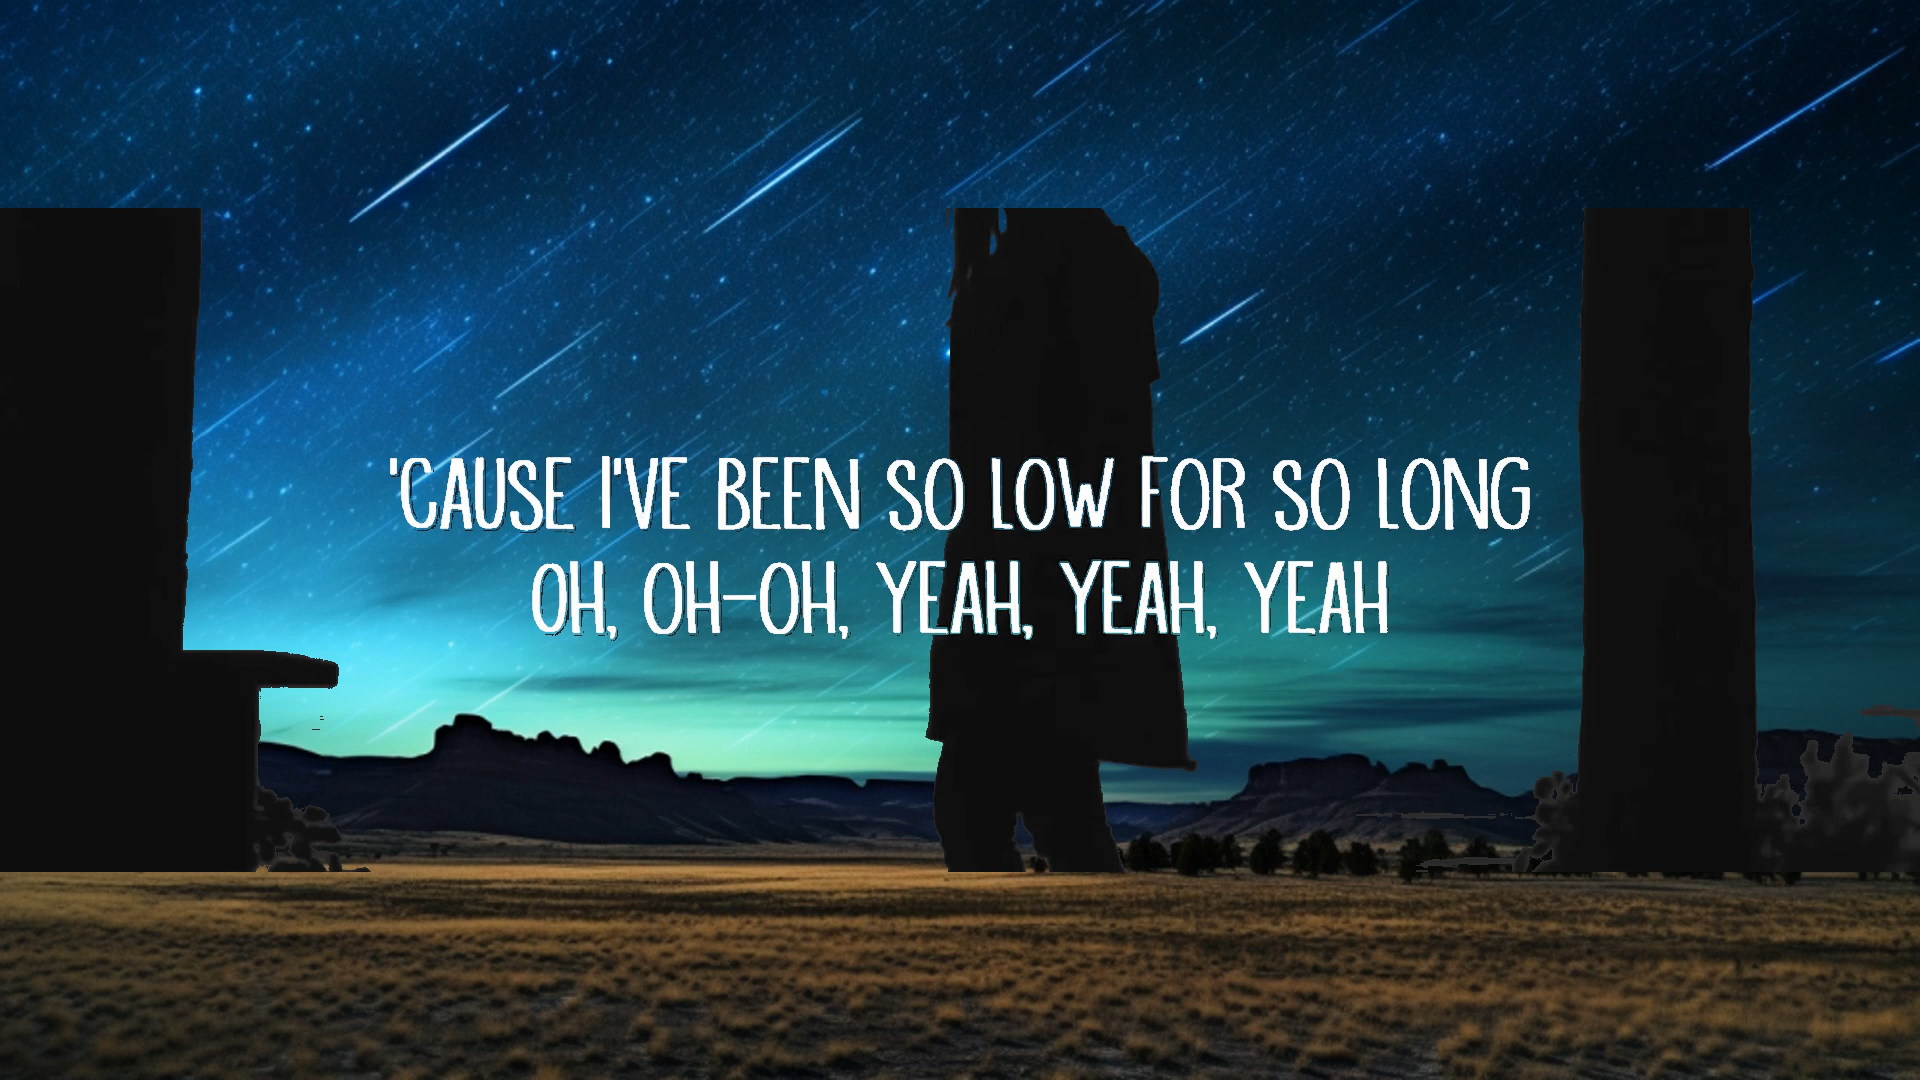 'CAUSE I'VE BEEN SO LOW FOR SO LONG
OH, OH-OH, YEAH, YEAH, YEAH